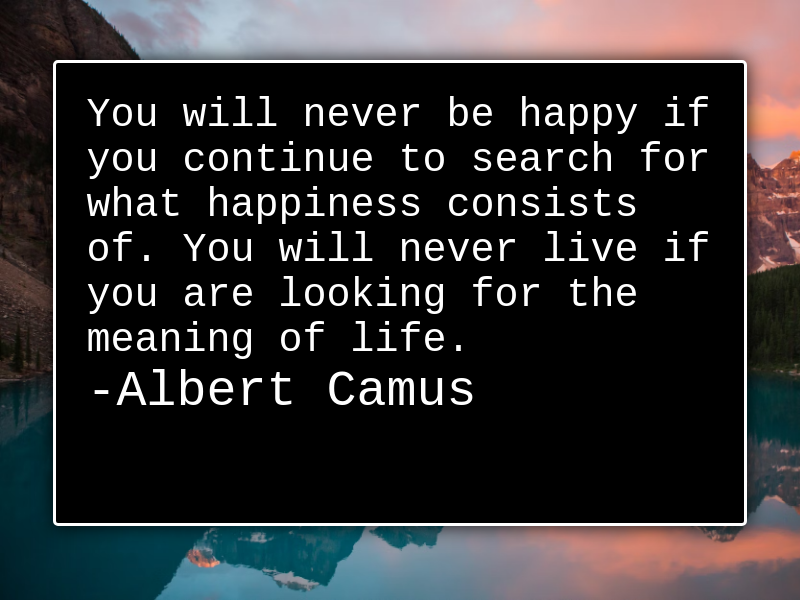 You will never be happy if
you continue to search for
what happiness consists
of. You will never live if
you are looking for the
meaning of life.
-Albert Camus